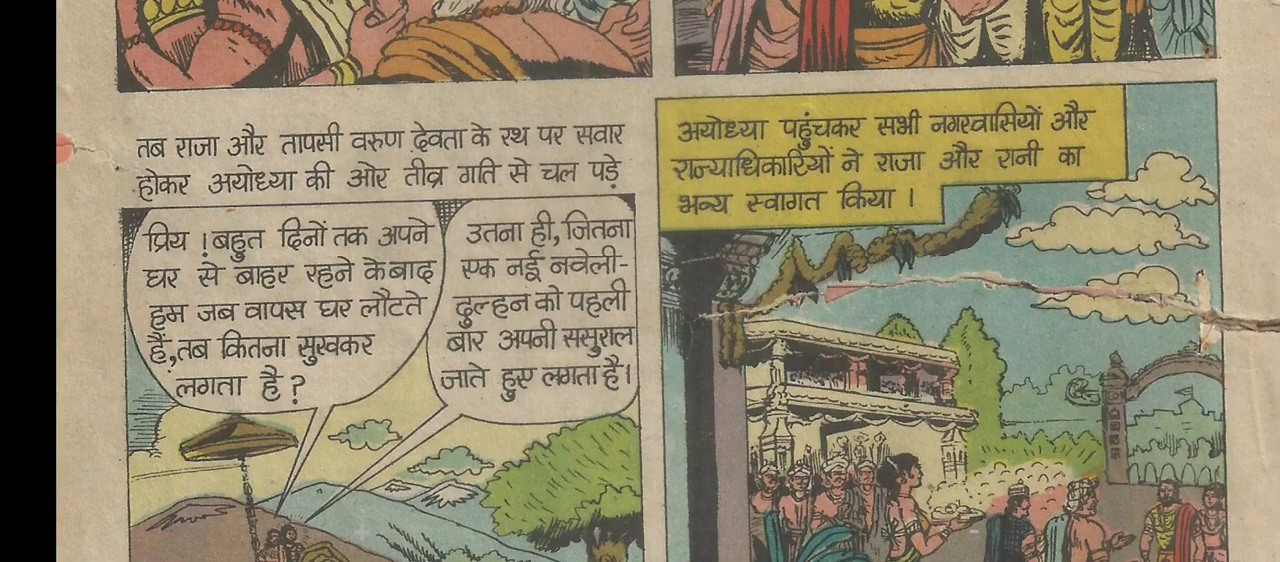 तब राजा और तापसी वरुण देवता के रथ पर सवार
होकर अयोध्या की ओर तीव्र गति से चल पड़े
प्रिय ! बहुत दिनों तक अपने
घर से बाहर रहने के बाद
हम जब वापस घर लौटते
हैं, तब कितना सुखकर
लगता है ?
उतना ही, जितना
एक नई नवेली-
दुल्हन को पहली
बार अपनी ससुराल
जाते हुए लगता है।
अयोध्या पहुंचकर सभी नगरवासियों और
राज्याधिकारियों ने राजा और रानी का
भव्य स्वागत किया ।